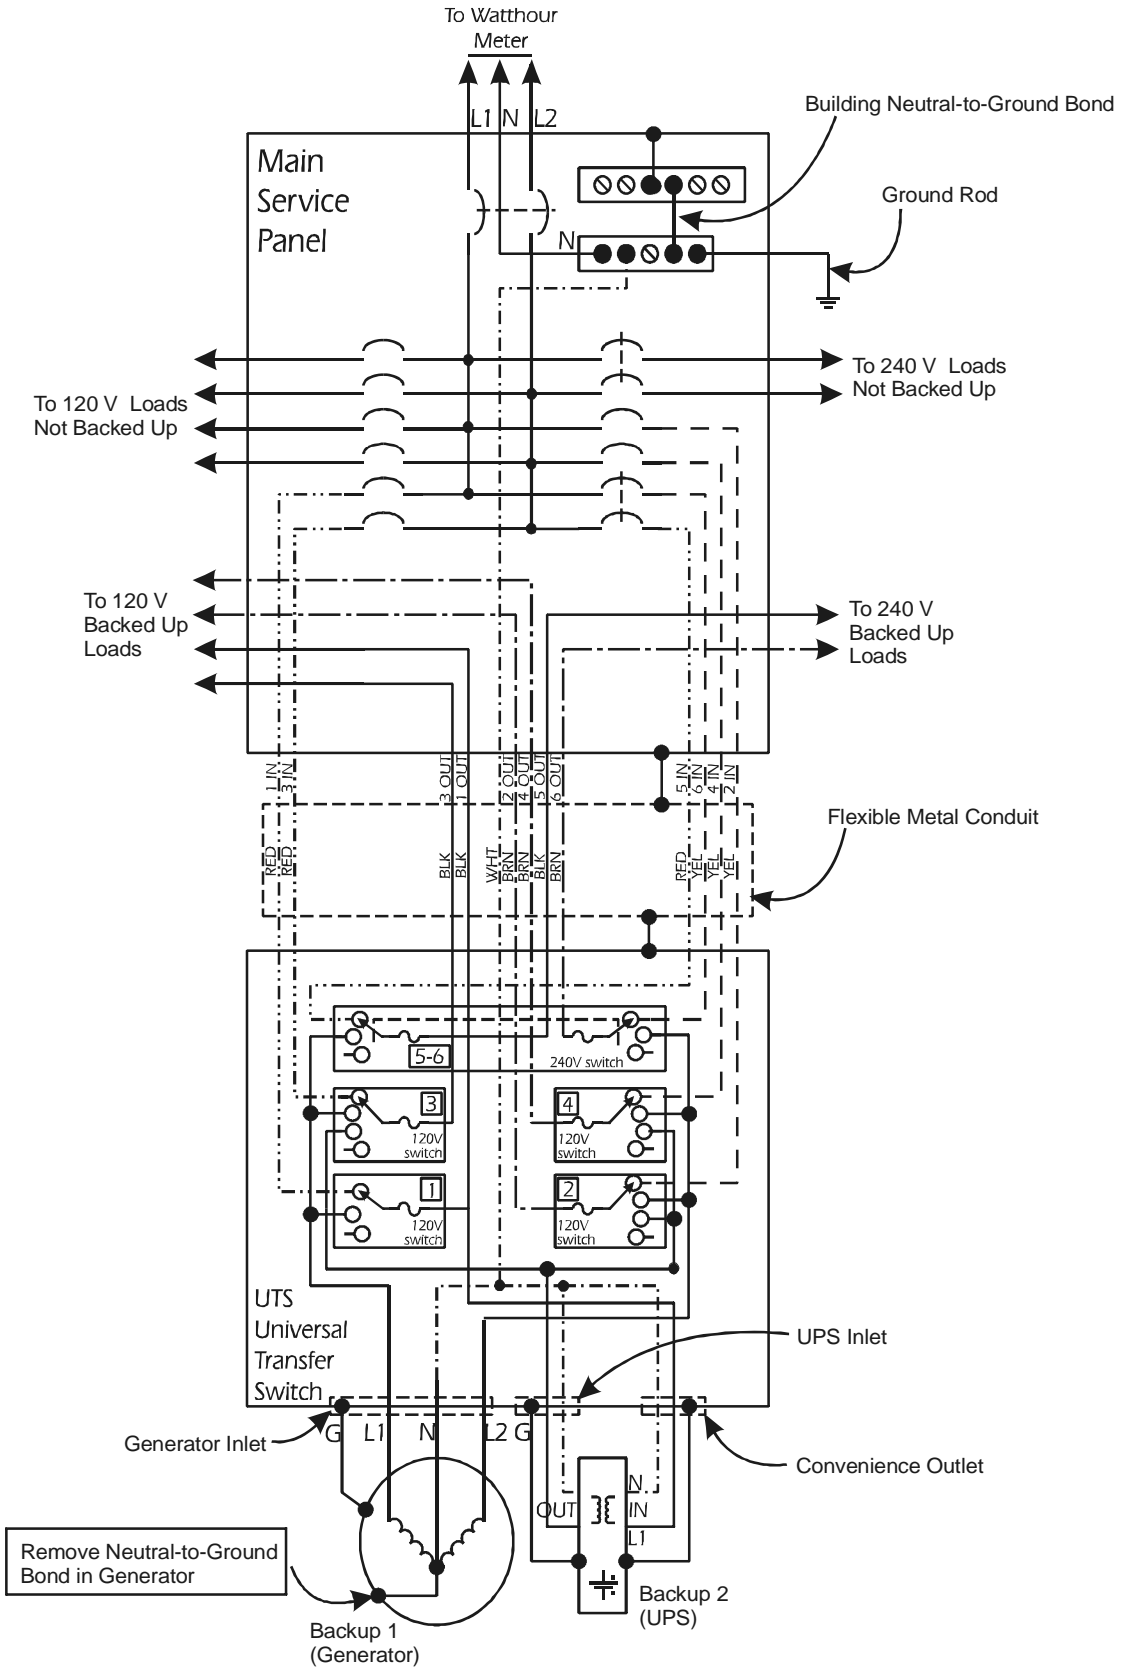 To Watthour
Meter
L1 N L2
Building Neutral-to-Ground Bond
Main
Service
Panel
Ground Rod
N
To 240 V Loads
Not Backed Up
To 120 V Loads
Not Backed Up
To 120 V
Backed Up
Loads
To 240 V
Backed Up
Loads
1 IN
3 IN
3 OUT
1 OUT
2 OUT
4 OUT
5 OUT
6 OUT
5 IN
6 IN
4 IN
2 IN
Flexible Metal Conduit
RED
RED
BLK
BLK
WHT
BRN
BRN
BLK
BRN
RED
YEL
YEL
YEL
5-6
240V switch
3
120V
switch
4
120V
switch
1
120V
switch
2
120V
switch
UTS
Universal
Transfer
Switch
UPS Inlet
Generator Inlet
G L1 N L2 G
Convenience Outlet
N
OUT IN
L1
Remove Neutral-to-Ground
Bond in Generator
Backup 1
(Generator)
Backup 2
(UPS)